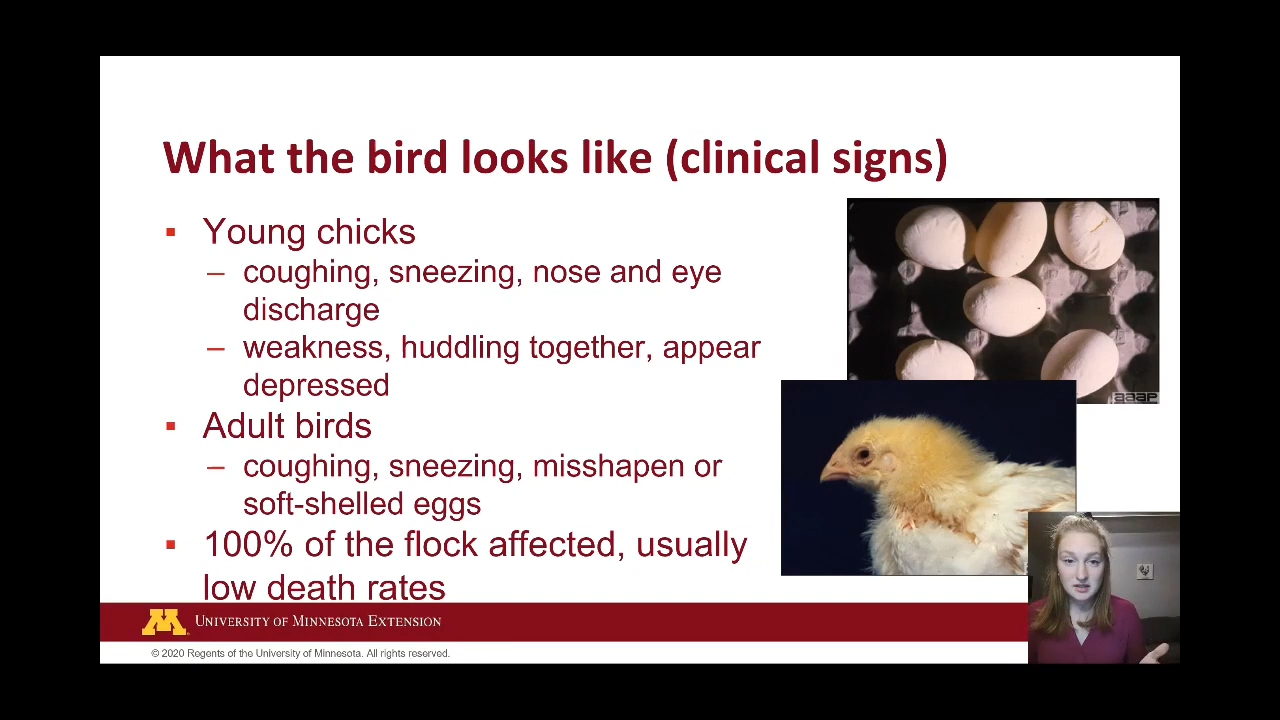 What the bird looks like (clinical signs)
▪ Young chicks
– coughing, sneezing, nose and eye
discharge
– weakness, huddling together, appear
depressed
▪ Adult birds
– coughing, sneezing, misshapen or
soft-shelled eggs
▪ 100% of the flock affected, usually
low death rates
aaap
M
UNIVERSITY OF MINNESOTA EXTENSION
© 2020 Regents of the University of Minnesota. All rights reserved.